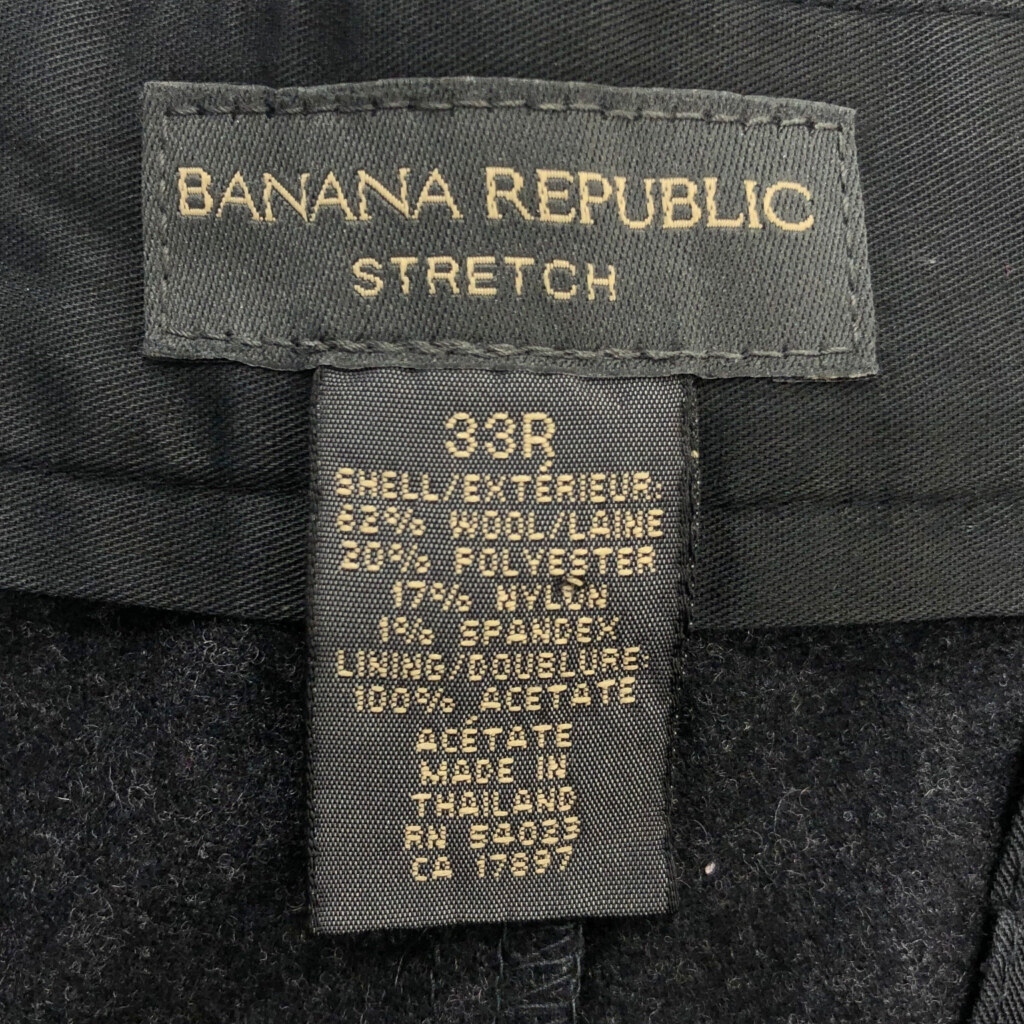 BANANA REPUBLIC
STRETCH
33R
SHELL/EXTÉRIEUR:
62% WOOL/LAINE
20% POLYESTER
17% NYLON
1% SPANDEX
LINING/DOUBLURE:
100% ACETATE
ACÉTATE
MADE IN
THAILAND
RN 54023
CA 17897